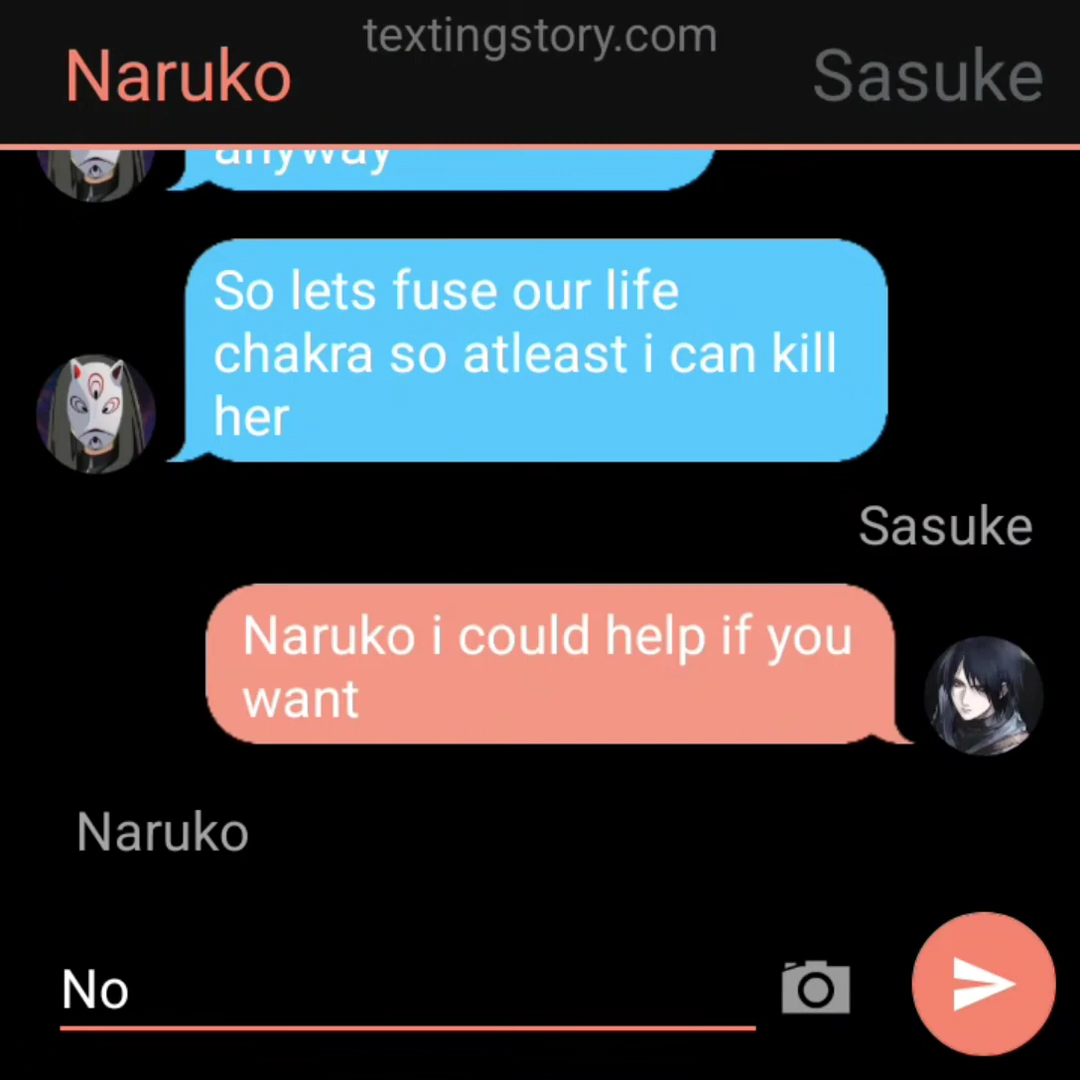 textingstory.com
Naruko
Sasuke
anyway
So lets fuse our life
chakra so atleast i can kill
her
Sasuke
Naruko i could help if you
want
Naruko
No